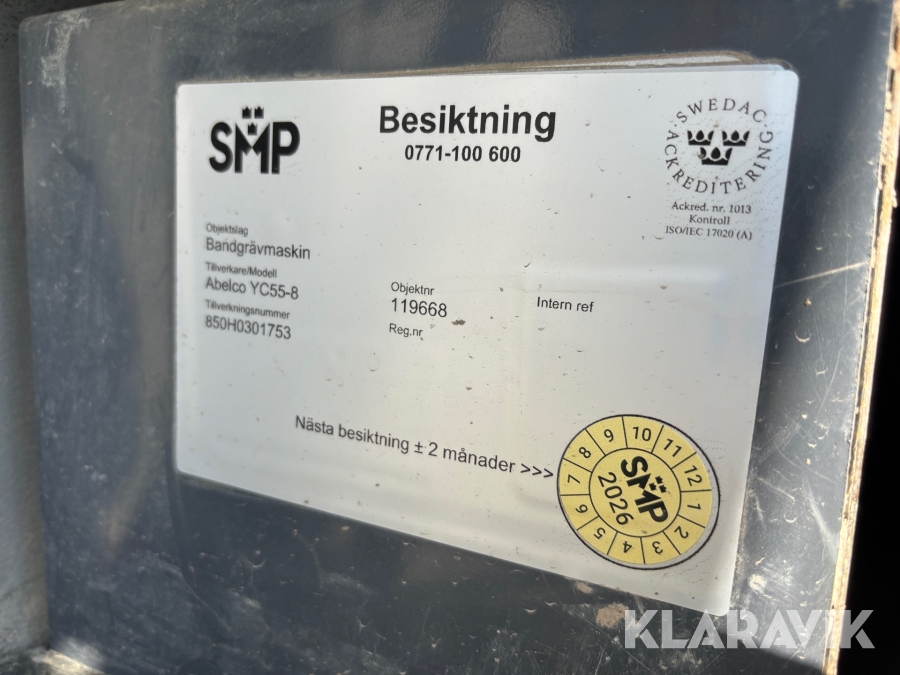 SMP
Besiktning
0771-100 600
SWEDAC ACKREDITERING
Ackred. nr. 1013
Kontroll
ISO/IEC 17020 (A)
Objektslag
Bandgrävmaskin
Tillverkare/Modell
Abelco YC55-8
Tillverkningsnummer
850H0301753
Objektnr
119668
Reg.nr
Intern ref
Nästa besiktning ± 2 månader >>>
1 2 3 4 5 6 7 8 9 10 11 12
SMP
2026
KLARAVIK